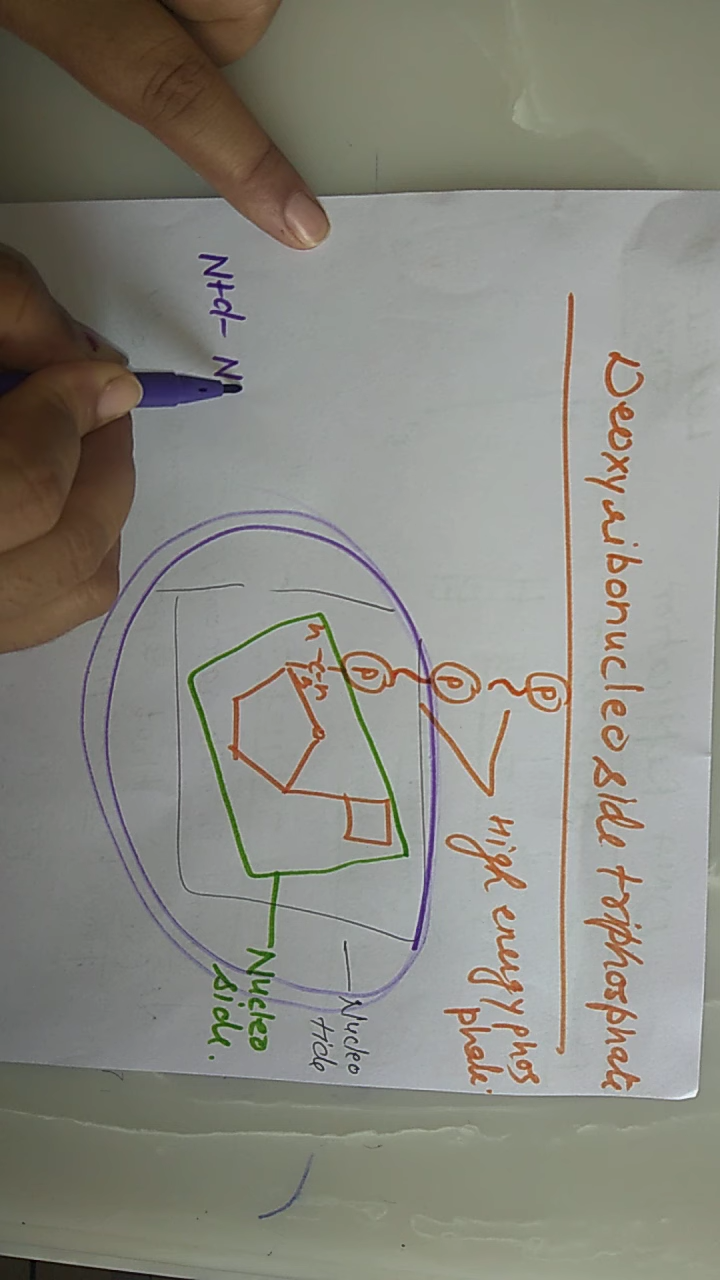 Deoxyribonucleoside triphosphate
P
P
P
High energy phos
phate
Nucleo
tide
Nucleo
side.
Ntd- N